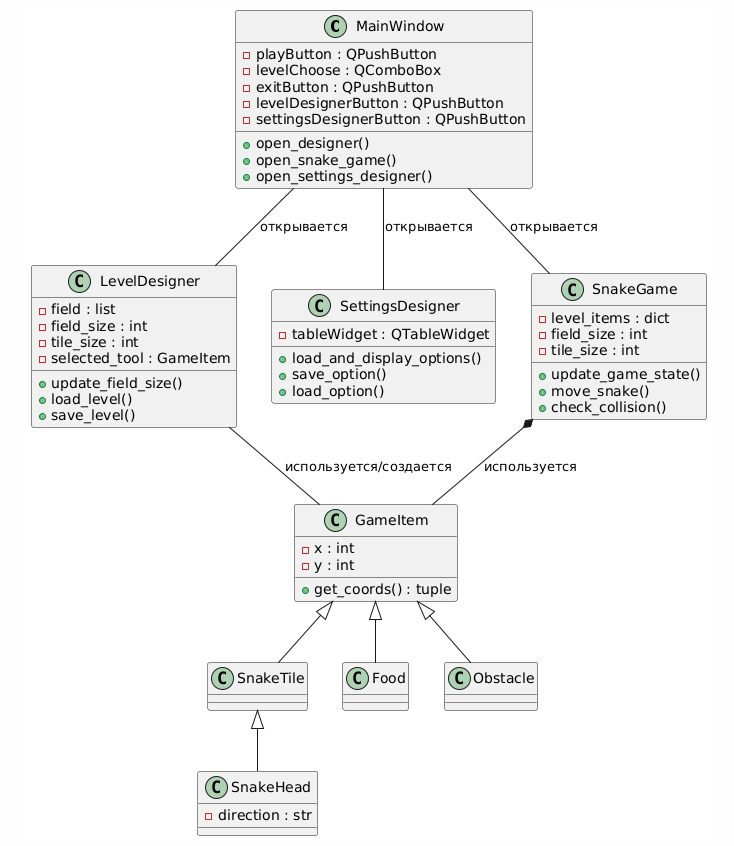 C MainWindow
playButton : QPushButton
levelChoose : QComboBox
exitButton : QPushButton
levelDesignerButton : QPushButton
settingsDesignerButton : QPushButton
open_designer()
open_snake_game()
open_settings_designer()
открывается
открывается
открывается
C LevelDesigner
field : list
field_size : int
tile_size : int
selected_tool : GameItem
update_field_size()
load_level()
save_level()
C SettingsDesigner
tableWidget : QTableWidget
load_and_display_options()
save_option()
load_option()
C SnakeGame
level_items : dict
field_size : int
tile_size : int
update_game_state()
move_snake()
check_collision()
используется/создается
используется
C GameItem
x : int
y : int
get_coords() : tuple
C SnakeTile
C Food
C Obstacle
C SnakeHead
direction : str